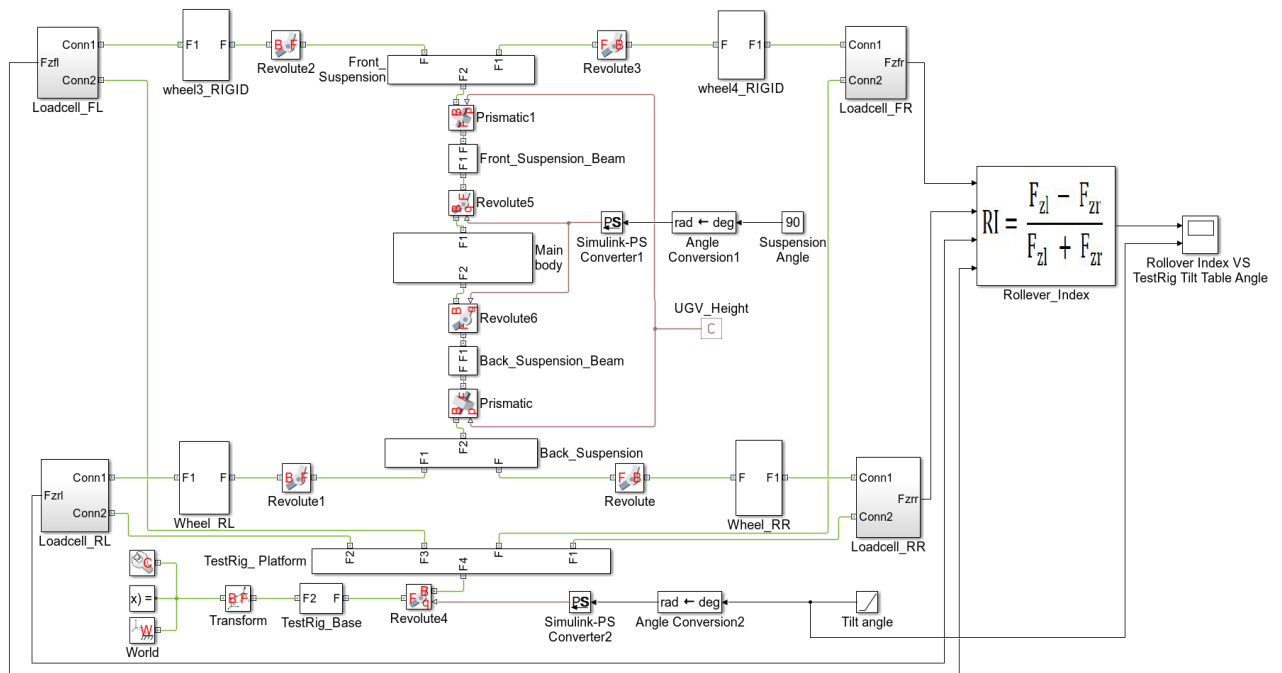 Conn1
Fzfl
Conn2
Loadcell_FL
F1 F
wheel3_RIGID
B F
Revolute2
Front_
Suspension
F
F2
F1
F B
Revolute3
F F1
wheel4_RIGID
Conn1
Fzfr
Conn2
Loadcell_FR
Prismatic1
F1 F
Front_Suspension_Beam
Revolute5
F1
Main
body
F2
PS
Simulink-PS
Converter1
rad ← deg
Angle
Conversion1
90
Suspension
Angle
RI = (F_zl − F_zr) / (F_zl + F_zr)
Rollever_Index
Rollover Index VS
TestRig Tilt Table Angle
UGV_Height
C
Revolute6
F F1
Back_Suspension_Beam
Prismatic
F2
F1
F
Back_Suspension
Conn1
Fzrl
Conn2
Loadcell_RL
F1 F
Wheel_RL
B F
Revolute1
F B
Revolute
F F1
Wheel_RR
Conn1
Fzrr
Conn2
Loadcell_RR
TestRig_ Platform
F2
F3
F4
F
F1
C
x) =
W
World
B F
Transform
F2 F
TestRig_Base
F B q
Revolute4
PS
Simulink-PS
Converter2
rad ← deg
Angle Conversion2
Tilt angle